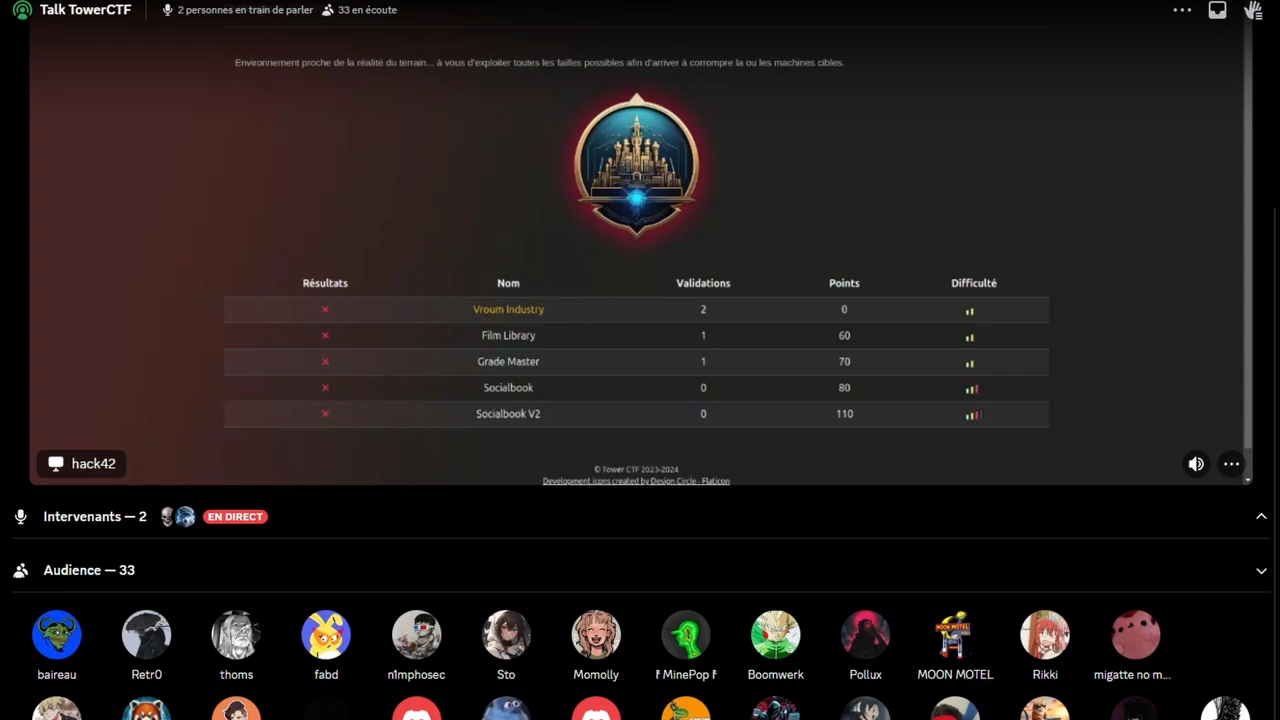 Talk TowerCTF 2 personnes en train de parler 33 en écoute
Environnement proche de la réalité du terrain... à vous d'exploiter toutes les failles possibles afin d'arriver à corrompre la ou les machines cibles.
Résultats Nom Validations Points Difficulté
× Vroum Industry 2 0
× Film Library 1 60
× Grade Master 1 70
× Socialbook 0 80
× Socialbook V2 0 110
hack42
© Tower CTF 2023-2024
Development icons created by Design Circle - Flaticon
Intervenants — 2 EN DIRECT
Audience — 33
baireau Retr0 thoms fabd n1mphosec Sto Momolly MinePop Boomwerk Pollux MOON MOTEL Rikki migatte no m...